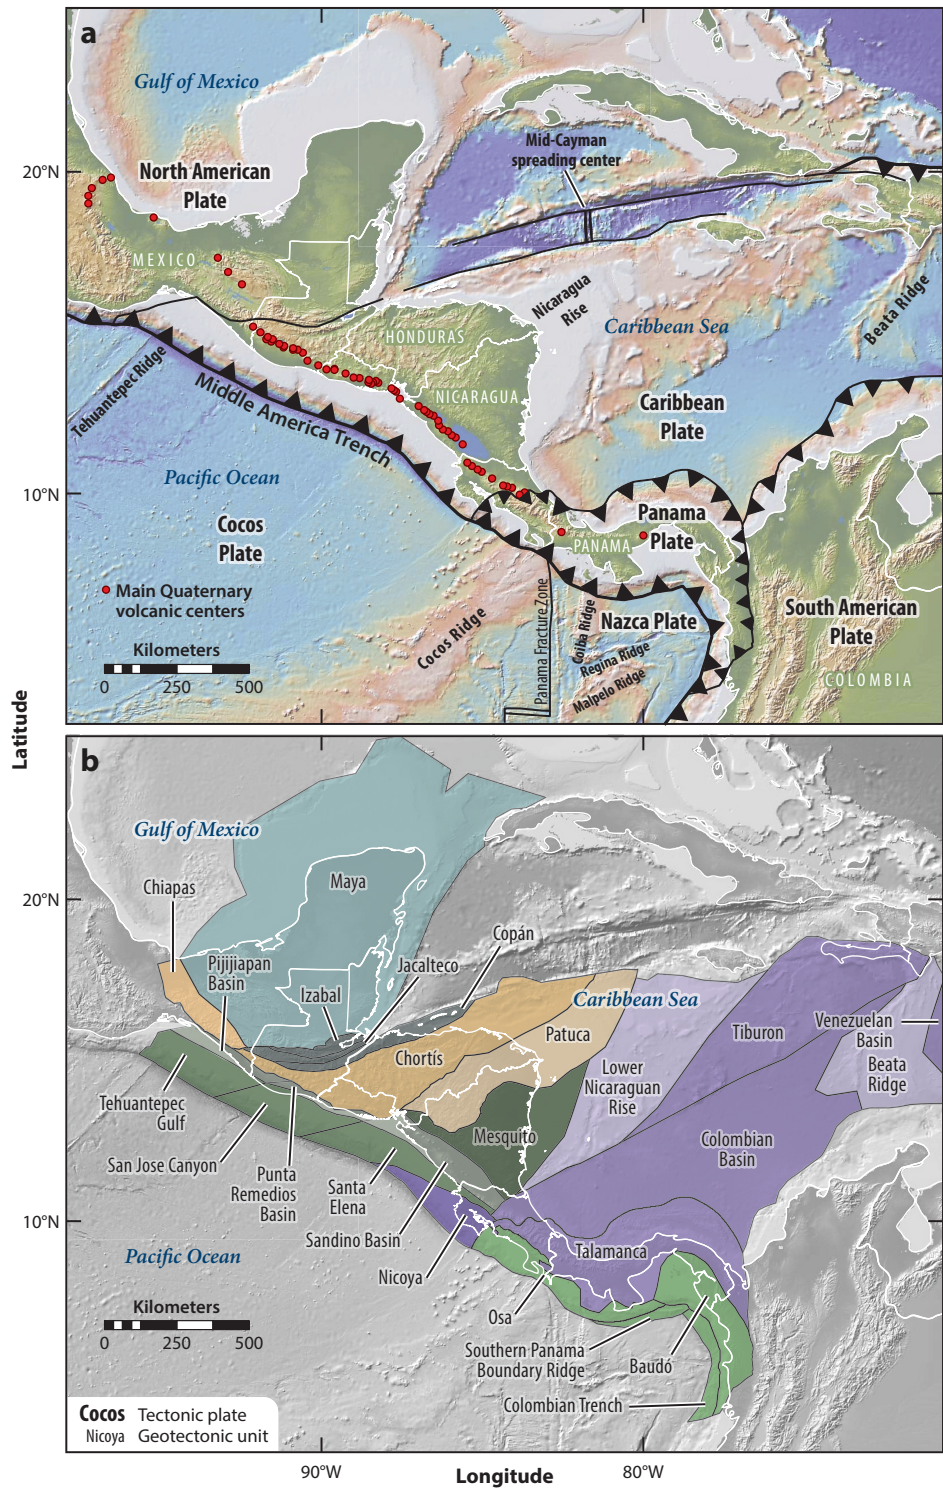 a
Gulf of Mexico
Mid-Cayman
spreading center
20°N
North American
Plate
MEXICO
Nicaragua
Rise
Beata Ridge
HONDURAS
Caribbean Sea
Tehuantepec Ridge
Middle America Trench
NICARAGUA
Caribbean
Plate
Pacific Ocean
10°N
Cocos
Plate
Panama
Plate
PANAMA
Main Quaternary
volcanic centers
Panama Fracture Zone
Coiba Ridge
Nazca Plate
South American
Plate
Cocos Ridge
Regina Ridge
Malpelo Ridge
COLOMBIA
Kilometers
0 250 500
Latitude
b
Gulf of Mexico
Maya
Chiapas
20°N
Copán
Pijijiapan
Basin
Jacalteco
Izabal
Caribbean Sea
Chortís
Patuca
Tiburon
Venezuelan
Basin
Lower
Nicaraguan
Rise
Beata
Ridge
Tehuantepec
Gulf
Mesquito
Colombian
Basin
San Jose Canyon
Punta
Remedios
Basin
Santa
Elena
Sandino Basin
10°N
Pacific Ocean
Nicoya
Talamanca
Kilometers
0 250 500
Osa
Southern Panama
Boundary Ridge
Baudó
Colombian Trench
Cocos Tectonic plate
Nicoya Geotectonic unit
90°W
80°W
Longitude